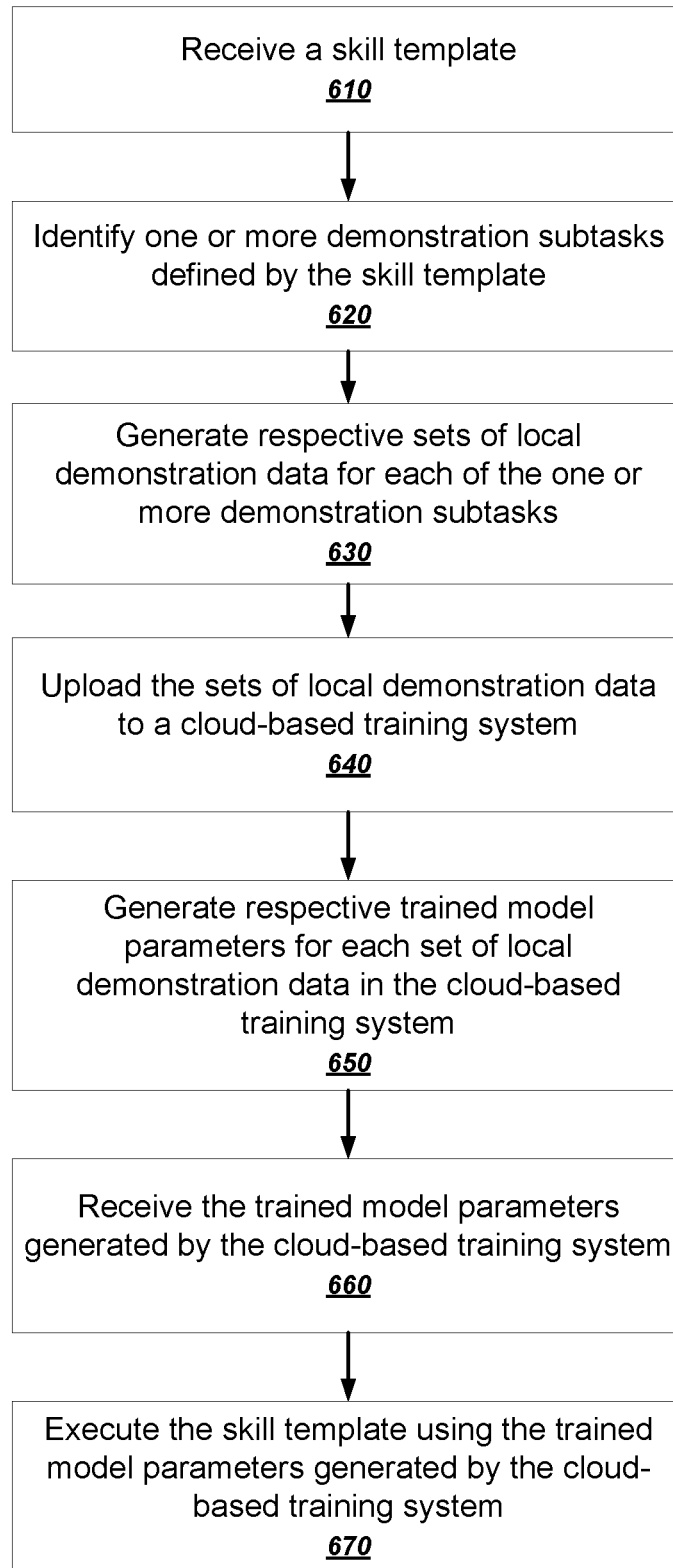 Receive a skill template
610
Identify one or more demonstration subtasks
defined by the skill template
620
Generate respective sets of local
demonstration data for each of the one or
more demonstration subtasks
630
Upload the sets of local demonstration data
to a cloud-based training system
640
Generate respective trained model
parameters for each set of local
demonstration data in the cloud-based
training system
650
Receive the trained model parameters
generated by the cloud-based training system
660
Execute the skill template using the trained
model parameters generated by the cloud-
based training system
670